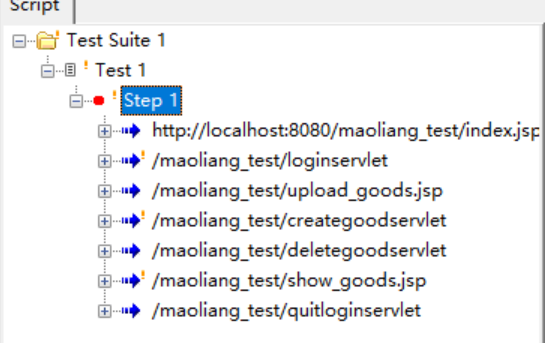 Script
Test Suite 1
Test 1
Step 1
http://localhost:8080/maoliang_test/index.jsp
/maoliang_test/loginservlet
/maoliang_test/upload_goods.jsp
/maoliang_test/creategoodservlet
/maoliang_test/deletegoodservlet
/maoliang_test/show_goods.jsp
/maoliang_test/quitloginservlet